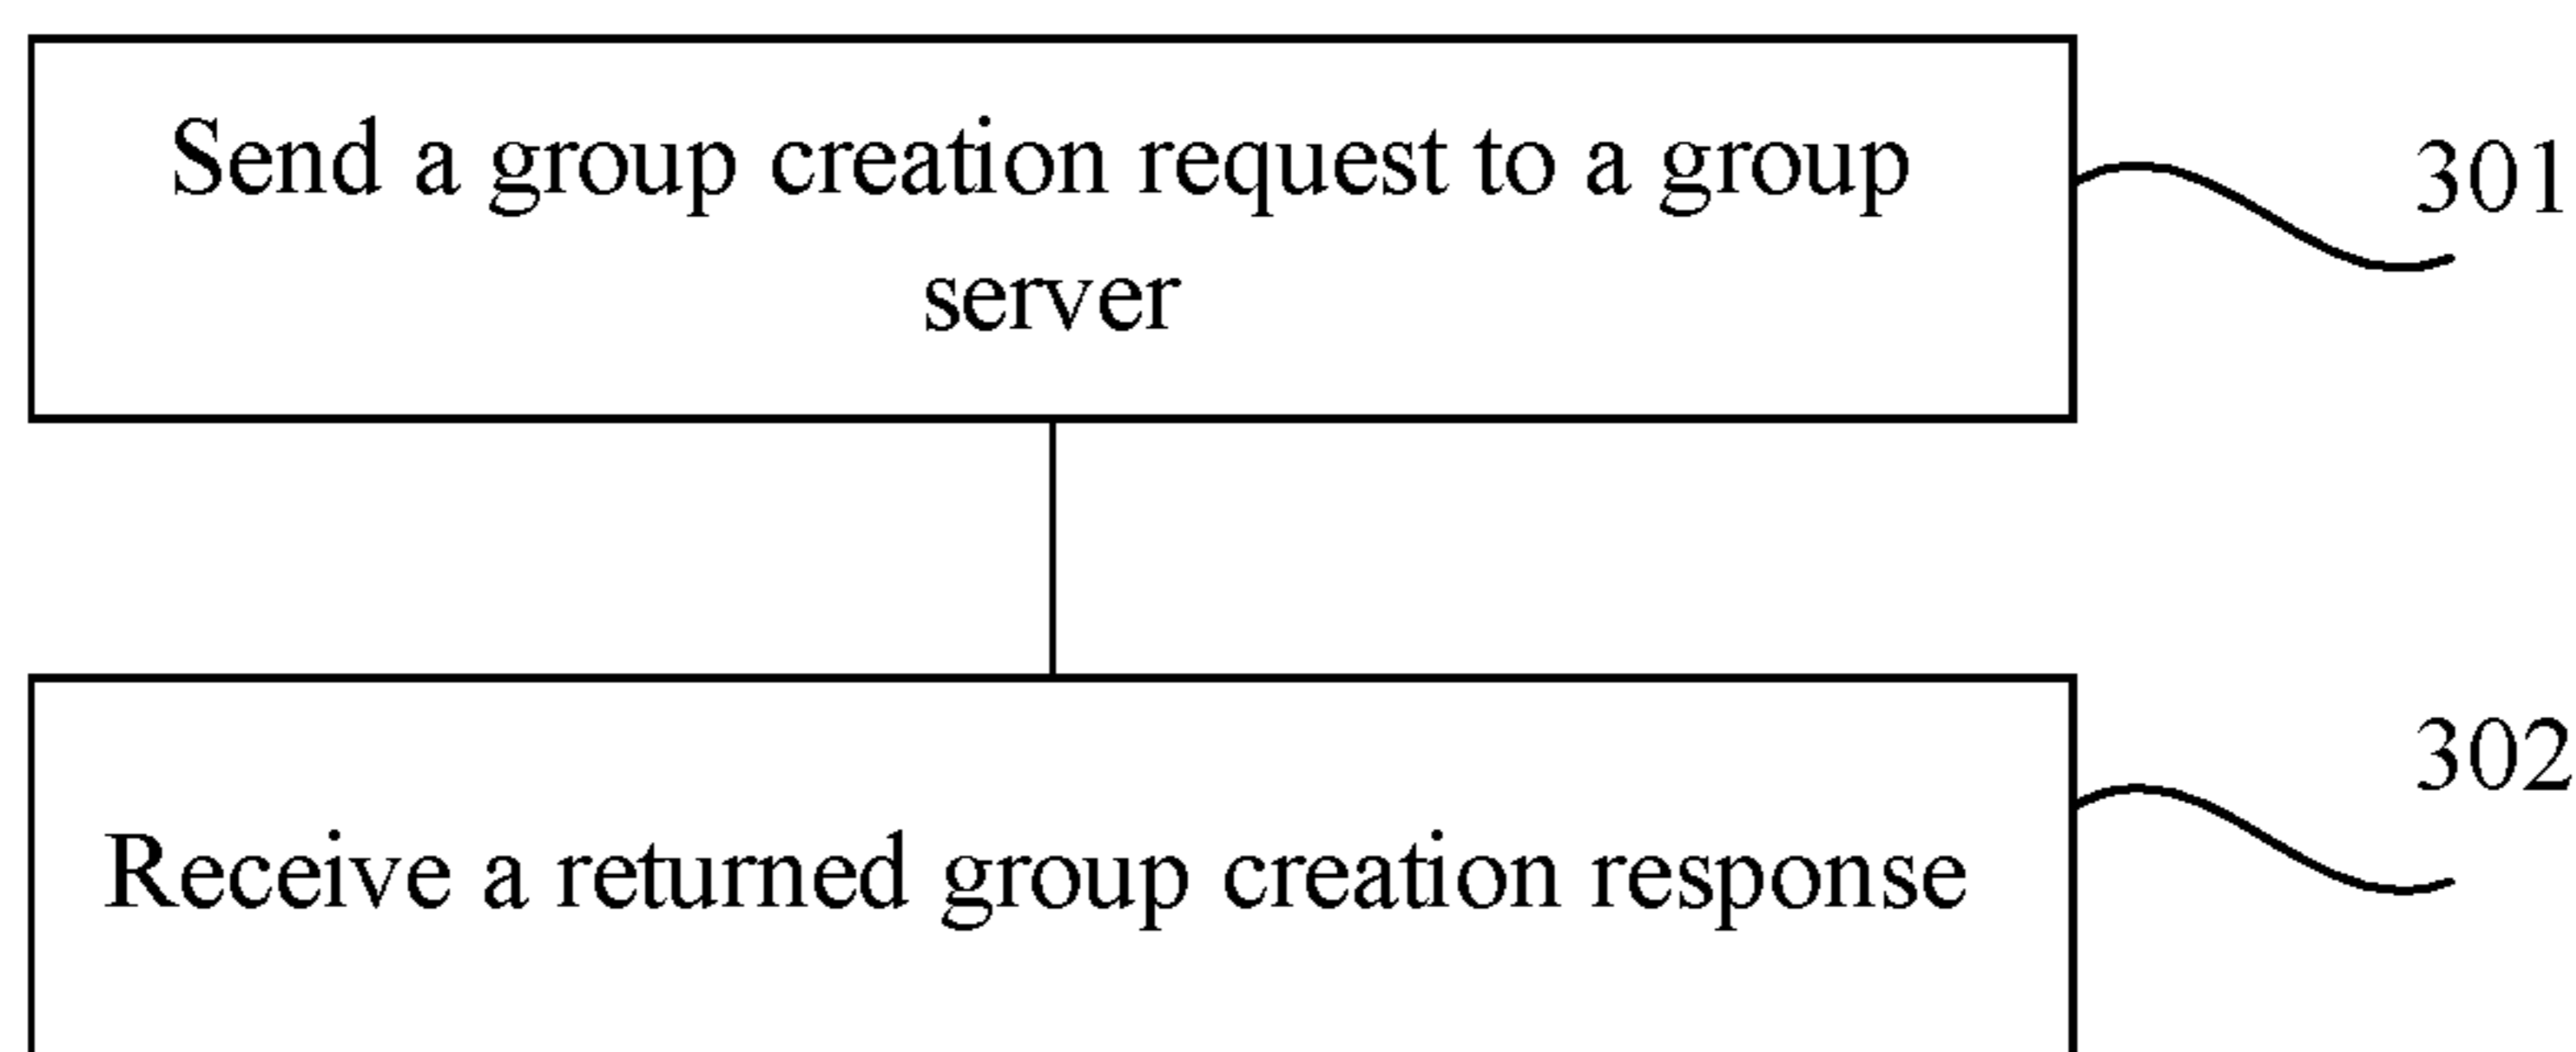 Send a group creation request to a group
server
301
Receive a returned group creation response
302